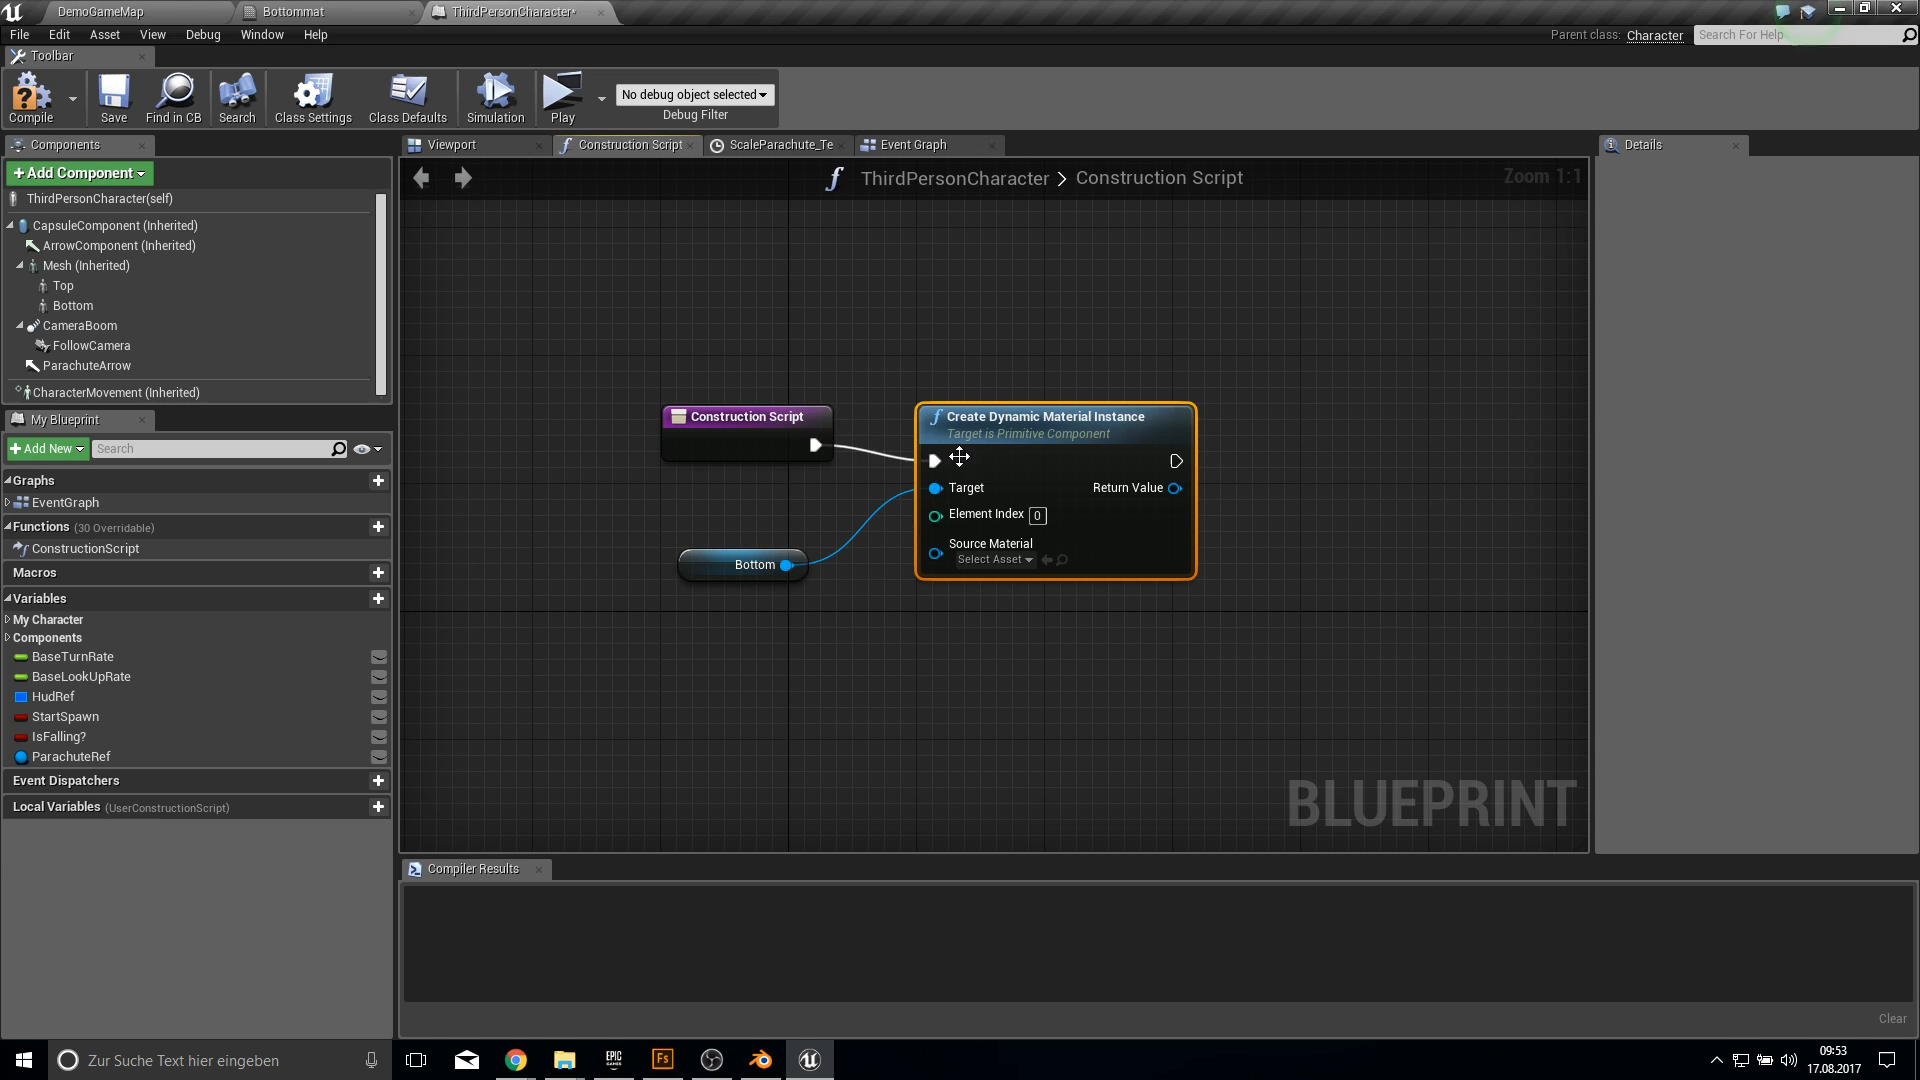 DemoGameMap
Bottommat
ThirdPersonCharacter*
File Edit Asset View Debug Window Help
Parent class: Character
Search For Help
Toolbar
Compile
Save
Find in CB
Search
Class Settings
Class Defaults
Simulation
Play
No debug object selected
Debug Filter
Components
+Add Component
ThirdPersonCharacter(self)
CapsuleComponent (Inherited)
ArrowComponent (Inherited)
Mesh (Inherited)
Top
Bottom
CameraBoom
FollowCamera
ParachuteArrow
CharacterMovement (Inherited)
My Blueprint
+Add New
Search
Graphs
EventGraph
Functions (30 Overridable)
ConstructionScript
Macros
Variables
My Character
Components
BaseTurnRate
BaseLookUpRate
HudRef
StartSpawn
IsFalling?
ParachuteRef
Event Dispatchers
Local Variables (UserConstructionScript)
Viewport
Construction Script
ScaleParachute_Te
Event Graph
ThirdPersonCharacter > Construction Script
Zoom 1:1
Construction Script
Bottom
Create Dynamic Material Instance
Target is Primitive Component
Target
Return Value
Element Index 0
Source Material
Select Asset
BLUEPRINT
Details
Compiler Results
Clear
Zur Suche Text hier eingeben
EPIC
GAMES
Fs
09:53
17.08.2017